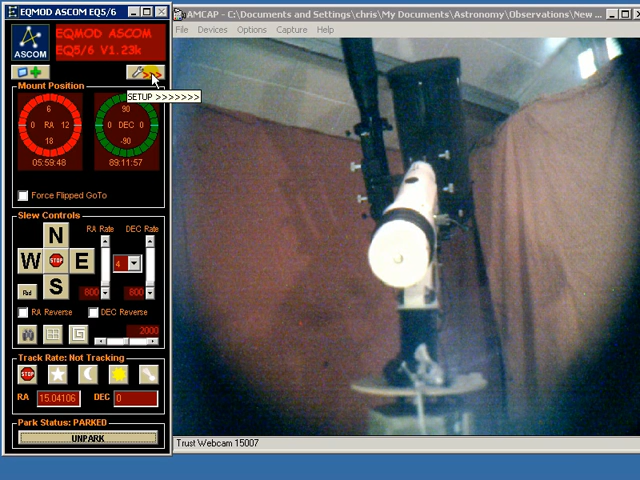 EQMOD ASCOM EQ5/6
ASCOM
EQMOD ASCOM
EQ5/6 V1.23k
SETUP >>>>>>>
Mount Position
6
0 RA 12
18
05:59:48
90
0 DEC 0
-90
89:11:57
Force Flipped GoTo
Slew Controls
RA Rate
DEC Rate
N
W
STOP
E
S
4
Pad
800
800
RA Reverse
DEC Reverse
2000
Track Rate: Not Tracking
STOP
RA
15.04106
DEC
0
Park Status: PARKED
UNPARK
AMCAP - C:\Documents and Settings\chris\My Documents\Astronomy\Observations\New ...
File Devices Options Capture Help
Trust Webcam 15007